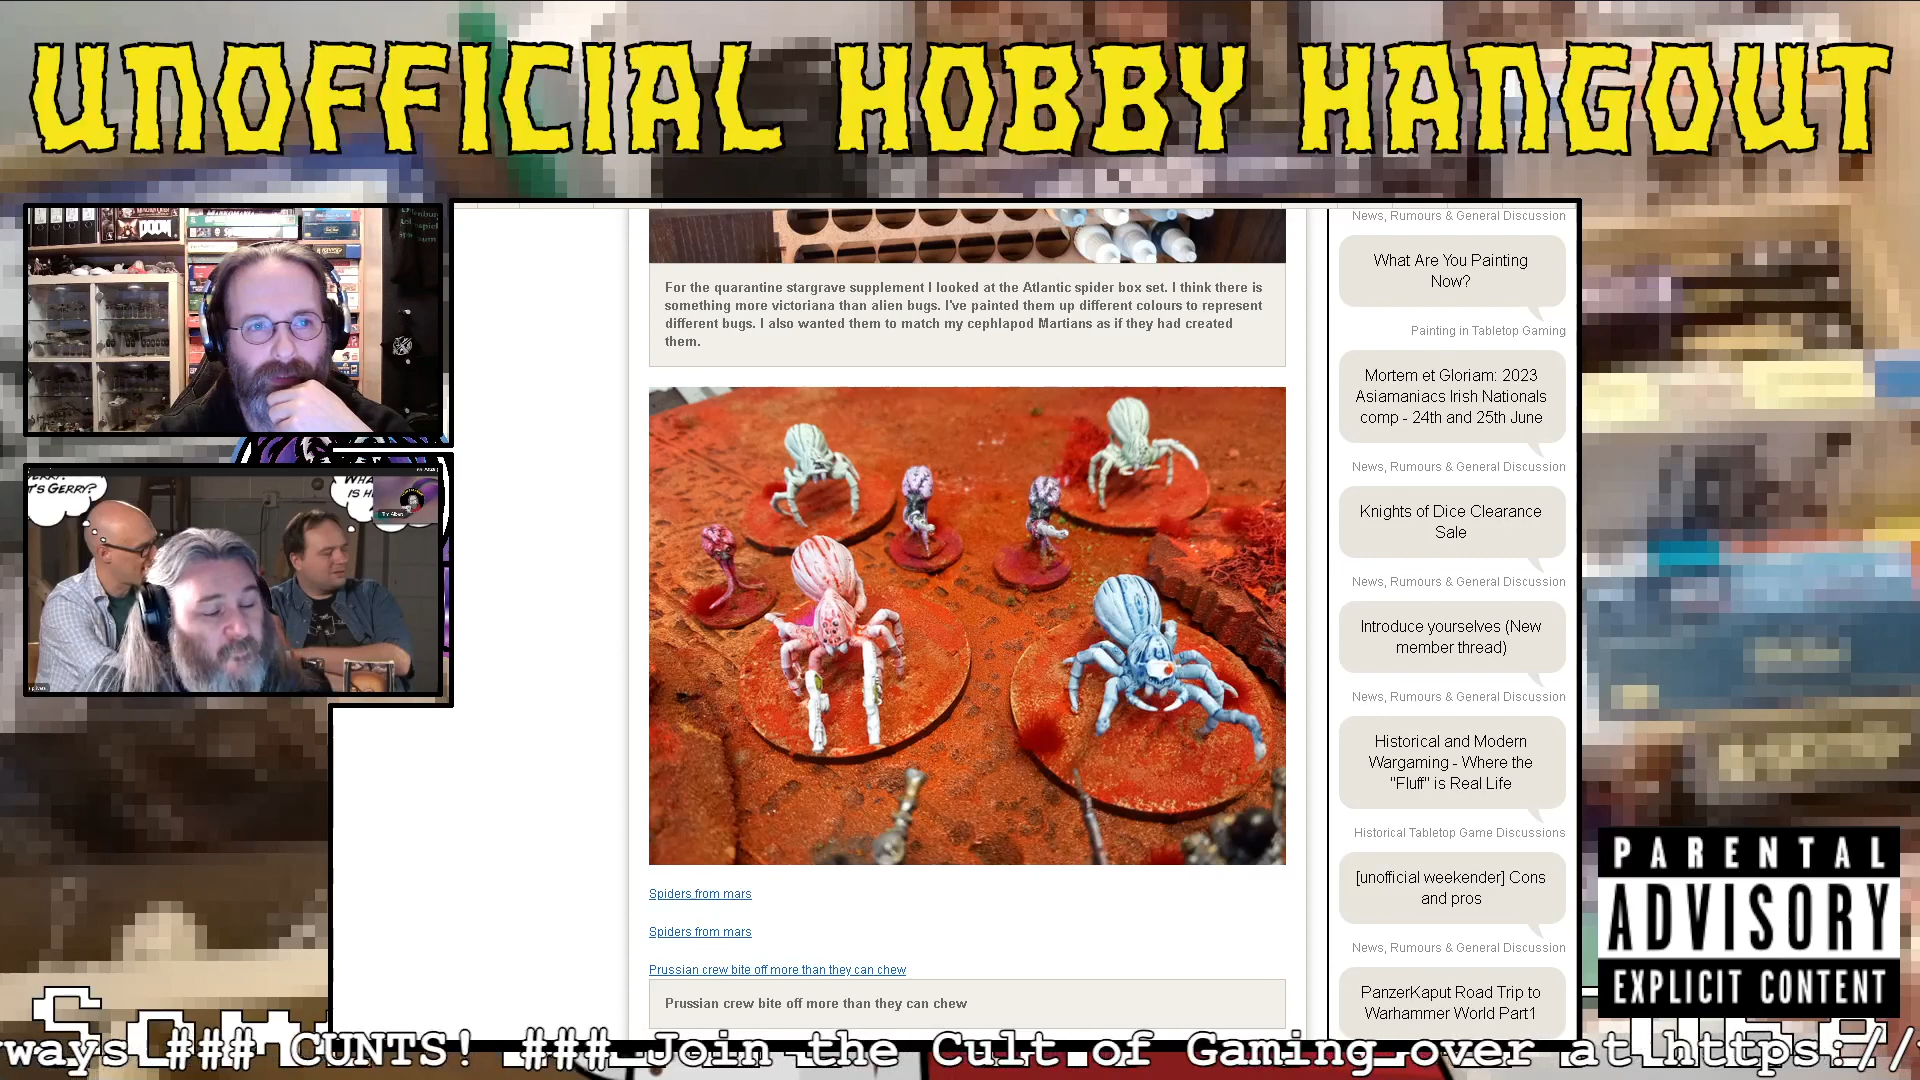 UNOFFICIAL HOBBY HANGOUT
DOOM
T'S GERRY?
WHA
IS H
Tim Albers
For the quarantine stargrave supplement I looked at the Atlantic spider box set. I think there is
something more victoriana than alien bugs. I've painted them up different colours to represent
different bugs. I also wanted them to match my cephlapod Martians as if they had created
them.
Spiders from mars
Spiders from mars
Prussian crew bite off more than they can chew
Prussian crew bite off more than they can chew
News, Rumours & General Discussion
What Are You Painting
Now?
Painting in Tabletop Gaming
Mortem et Gloriam: 2023
Asiamaniacs Irish Nationals
comp - 24th and 25th June
News, Rumours & General Discussion
Knights of Dice Clearance
Sale
News, Rumours & General Discussion
Introduce yourselves (New
member thread)
News, Rumours & General Discussion
Historical and Modern
Wargaming - Where the
"Fluff" is Real Life
Historical Tabletop Game Discussions
[unofficial weekender] Cons
and pros
News, Rumours & General Discussion
PanzerKaput Road Trip to
Warhammer World Part1
PARENTAL
ADVISORY
EXPLICIT CONTENT
ways ### CUNTS! ### Join the Cult of Gaming over at https://